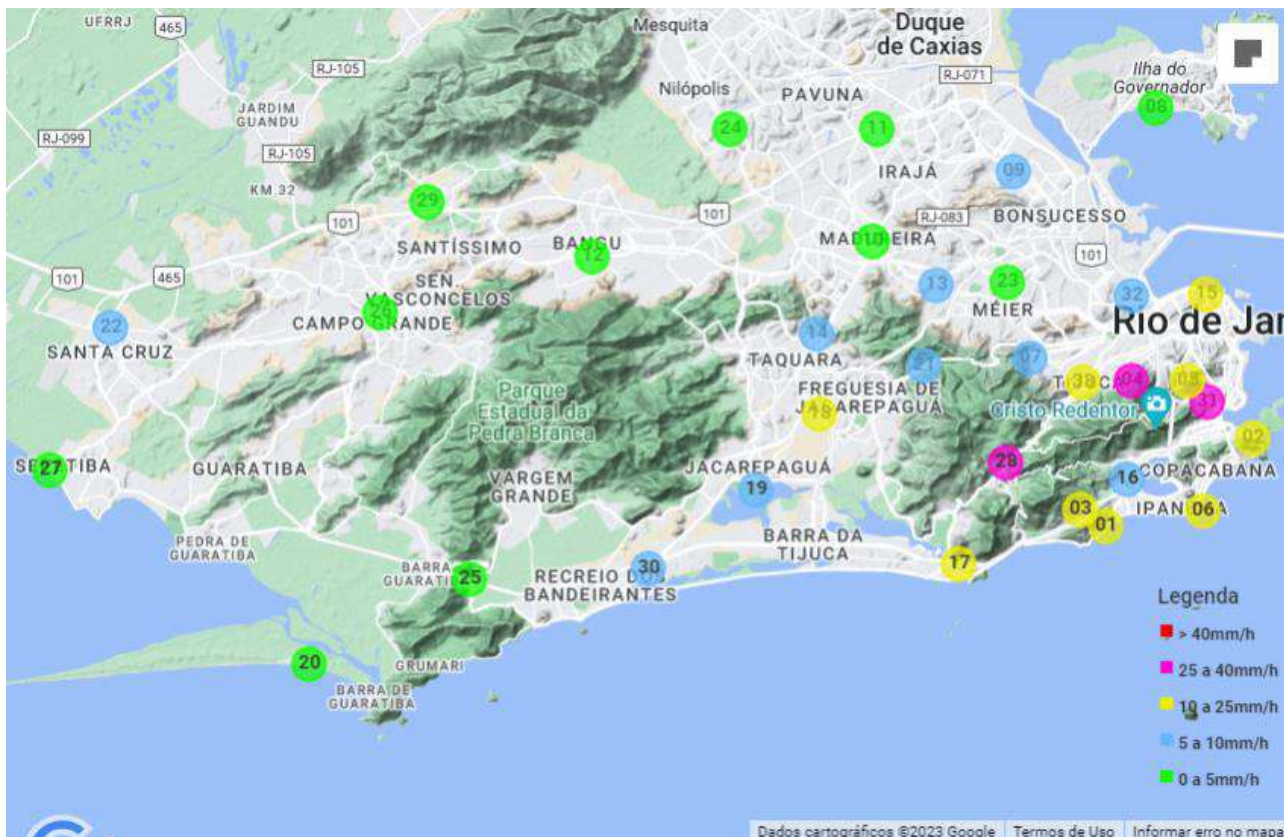 UFRRJ
465
Mesquita
Duque
de Caxias
RJ-105
RJ-071
Ilha do
Governador
08
Nilópolis
PAVUNA
JARDIM
GUANDU
24
11
RJ-099
RJ-105
IRAJÁ
09
KM 32
29
101
101
RJ-083
BONSUCESSO
SANTÍSSIMO
BANGU
12
MADUREIRA
10
101
101
465
SEN
VASCONCELOS
26
CAMPO GRANDE
13
23
MÉIER
32
15
22
SANTA CRUZ
14
Rio de Jan
TAQUARA
21
07
Parque
Estadual da
Pedra Branca
FREGUESIA DE
JACAREPAGUÁ
18
38
04
05
31
Cristo Redentor
02
27
SEPETIBA
GUARATIBA
VARGEM
GRANDE
JACAREPAGUÁ
19
28
16
COPACABANA
03
01
IPANEMA
06
PEDRA DE
GUARATIBA
BARRA DA
TIJUCA
17
BARRA
GUARATI
25
RECREIO DOS
BANDEIRANTES
30
20
GRUMARI
BARRA DE
GUARATIBA
Legenda
> 40mm/h
25 a 40mm/h
10 a 25mm/h
5 a 10mm/h
0 a 5mm/h
Dados cartográficos ©2023 Google
Termos de Uso
Informar erro no mapa